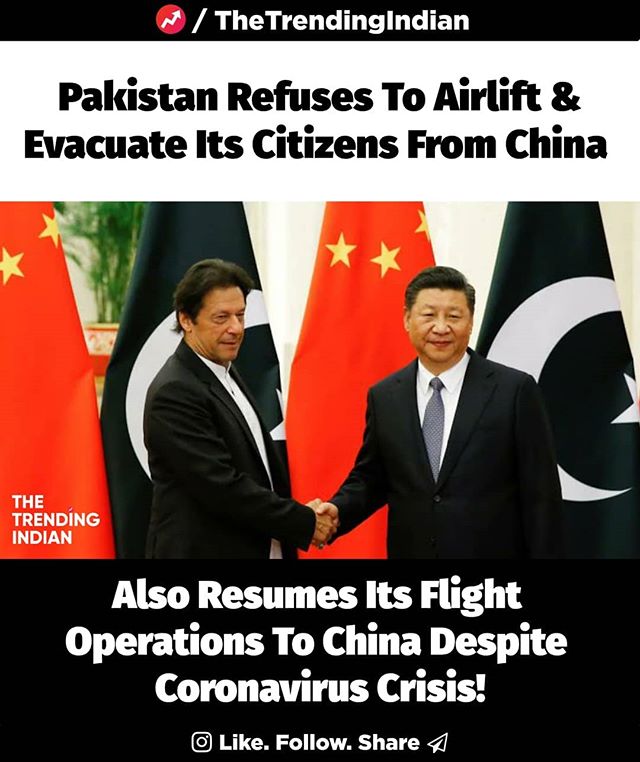 / TheTrendingIndian
Pakistan Refuses To Airlift &
Evacuate Its Citizens From China
THE
TRENDING
INDIAN
Also Resumes Its Flight
Operations To China Despite
Coronavirus Crisis!
Like. Follow. Share